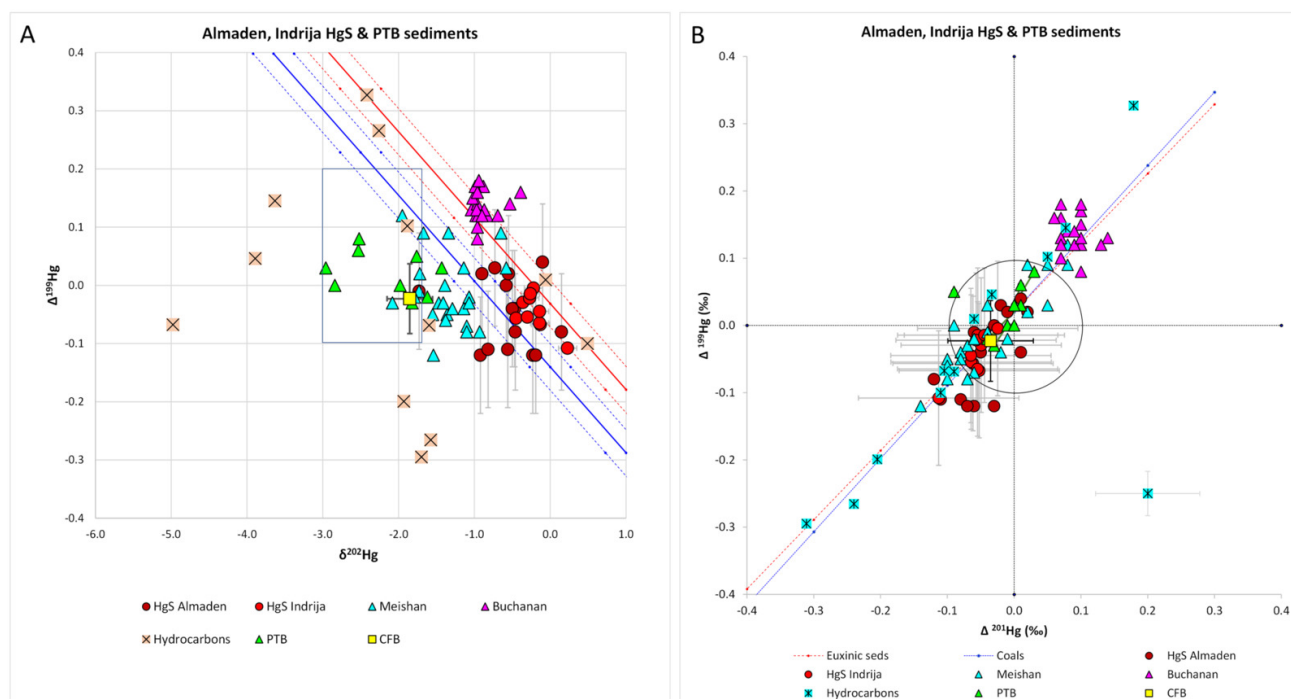 A
Almaden, Indrija HgS & PTB sediments
0.4
0.3
0.2
0.1
0.0
-0.1
-0.2
-0.3
-0.4
Δ¹⁹⁹Hg
-6.0 -5.0 -4.0 -3.0 -2.0 -1.0 0.0 1.0
δ²⁰²Hg
HgS Almaden HgS Indrija Meishan Buchanan
Hydrocarbons PTB CFB
B
Almaden, Indrija HgS & PTB sediments
0.4
0.3
0.2
0.1
0.0
-0.1
-0.2
-0.3
-0.4
Δ ¹⁹⁹Hg (‰)
-0.4 -0.3 -0.2 -0.1 0.0 0.1 0.2 0.3 0.4
Δ ²⁰¹Hg (‰)
Euxinic seds Coals HgS Almaden
HgS Indrija Meishan Buchanan
Hydrocarbons PTB CFB